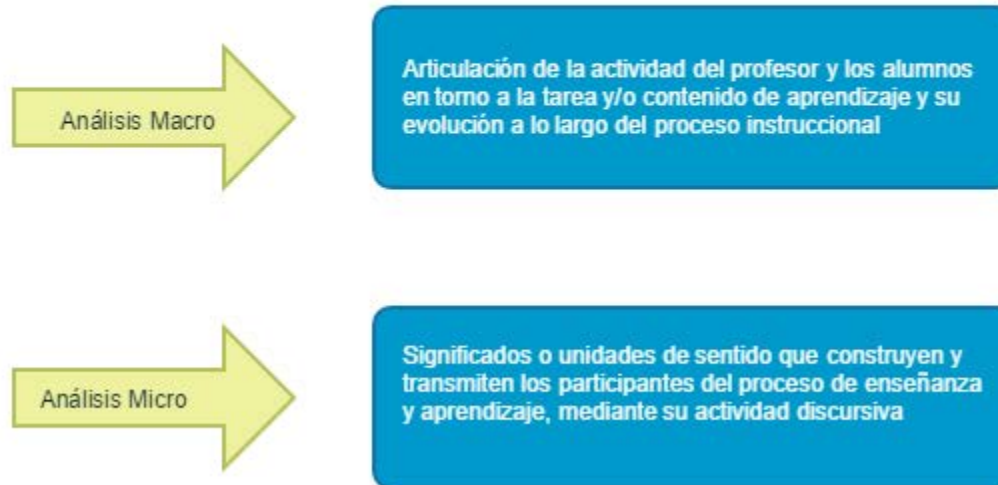 Análisis Macro
Articulación de la actividad del profesor y los alumnos
en torno a la tarea y/o contenido de aprendizaje y su
evolución a lo largo del proceso instruccional
Análisis Micro
Significados o unidades de sentido que construyen y
transmiten los participantes del proceso de enseñanza
y aprendizaje, mediante su actividad discursiva